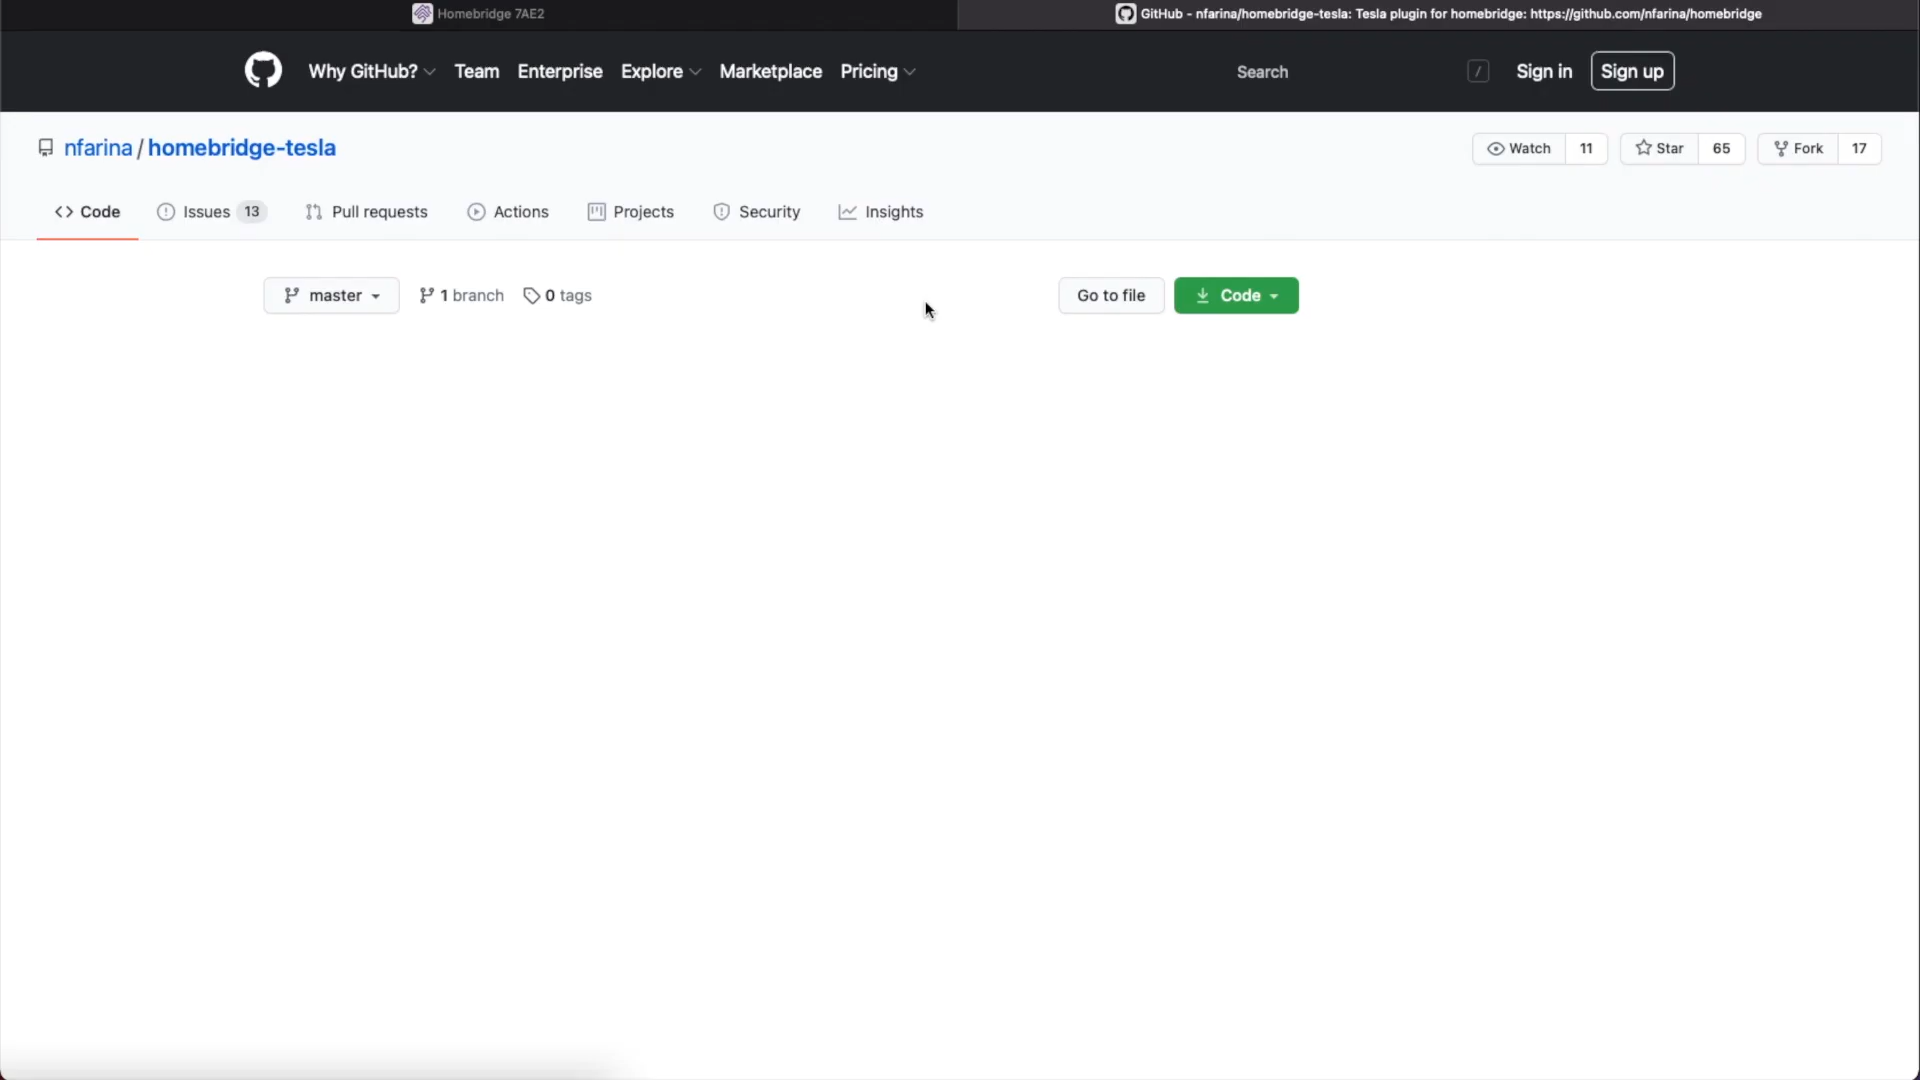 Homebridge 7AE2
GitHub - nfarina/homebridge-tesla: Tesla plugin for homebridge: https://github.com/nfarina/homebridge
Why GitHub? Team Enterprise Explore Marketplace Pricing Search / Sign in Sign up
nfarina / homebridge-tesla Watch 11 Star 65 Fork 17
Code Issues 13 Pull requests Actions Projects Security Insights
master 1 branch 0 tags Go to file Code